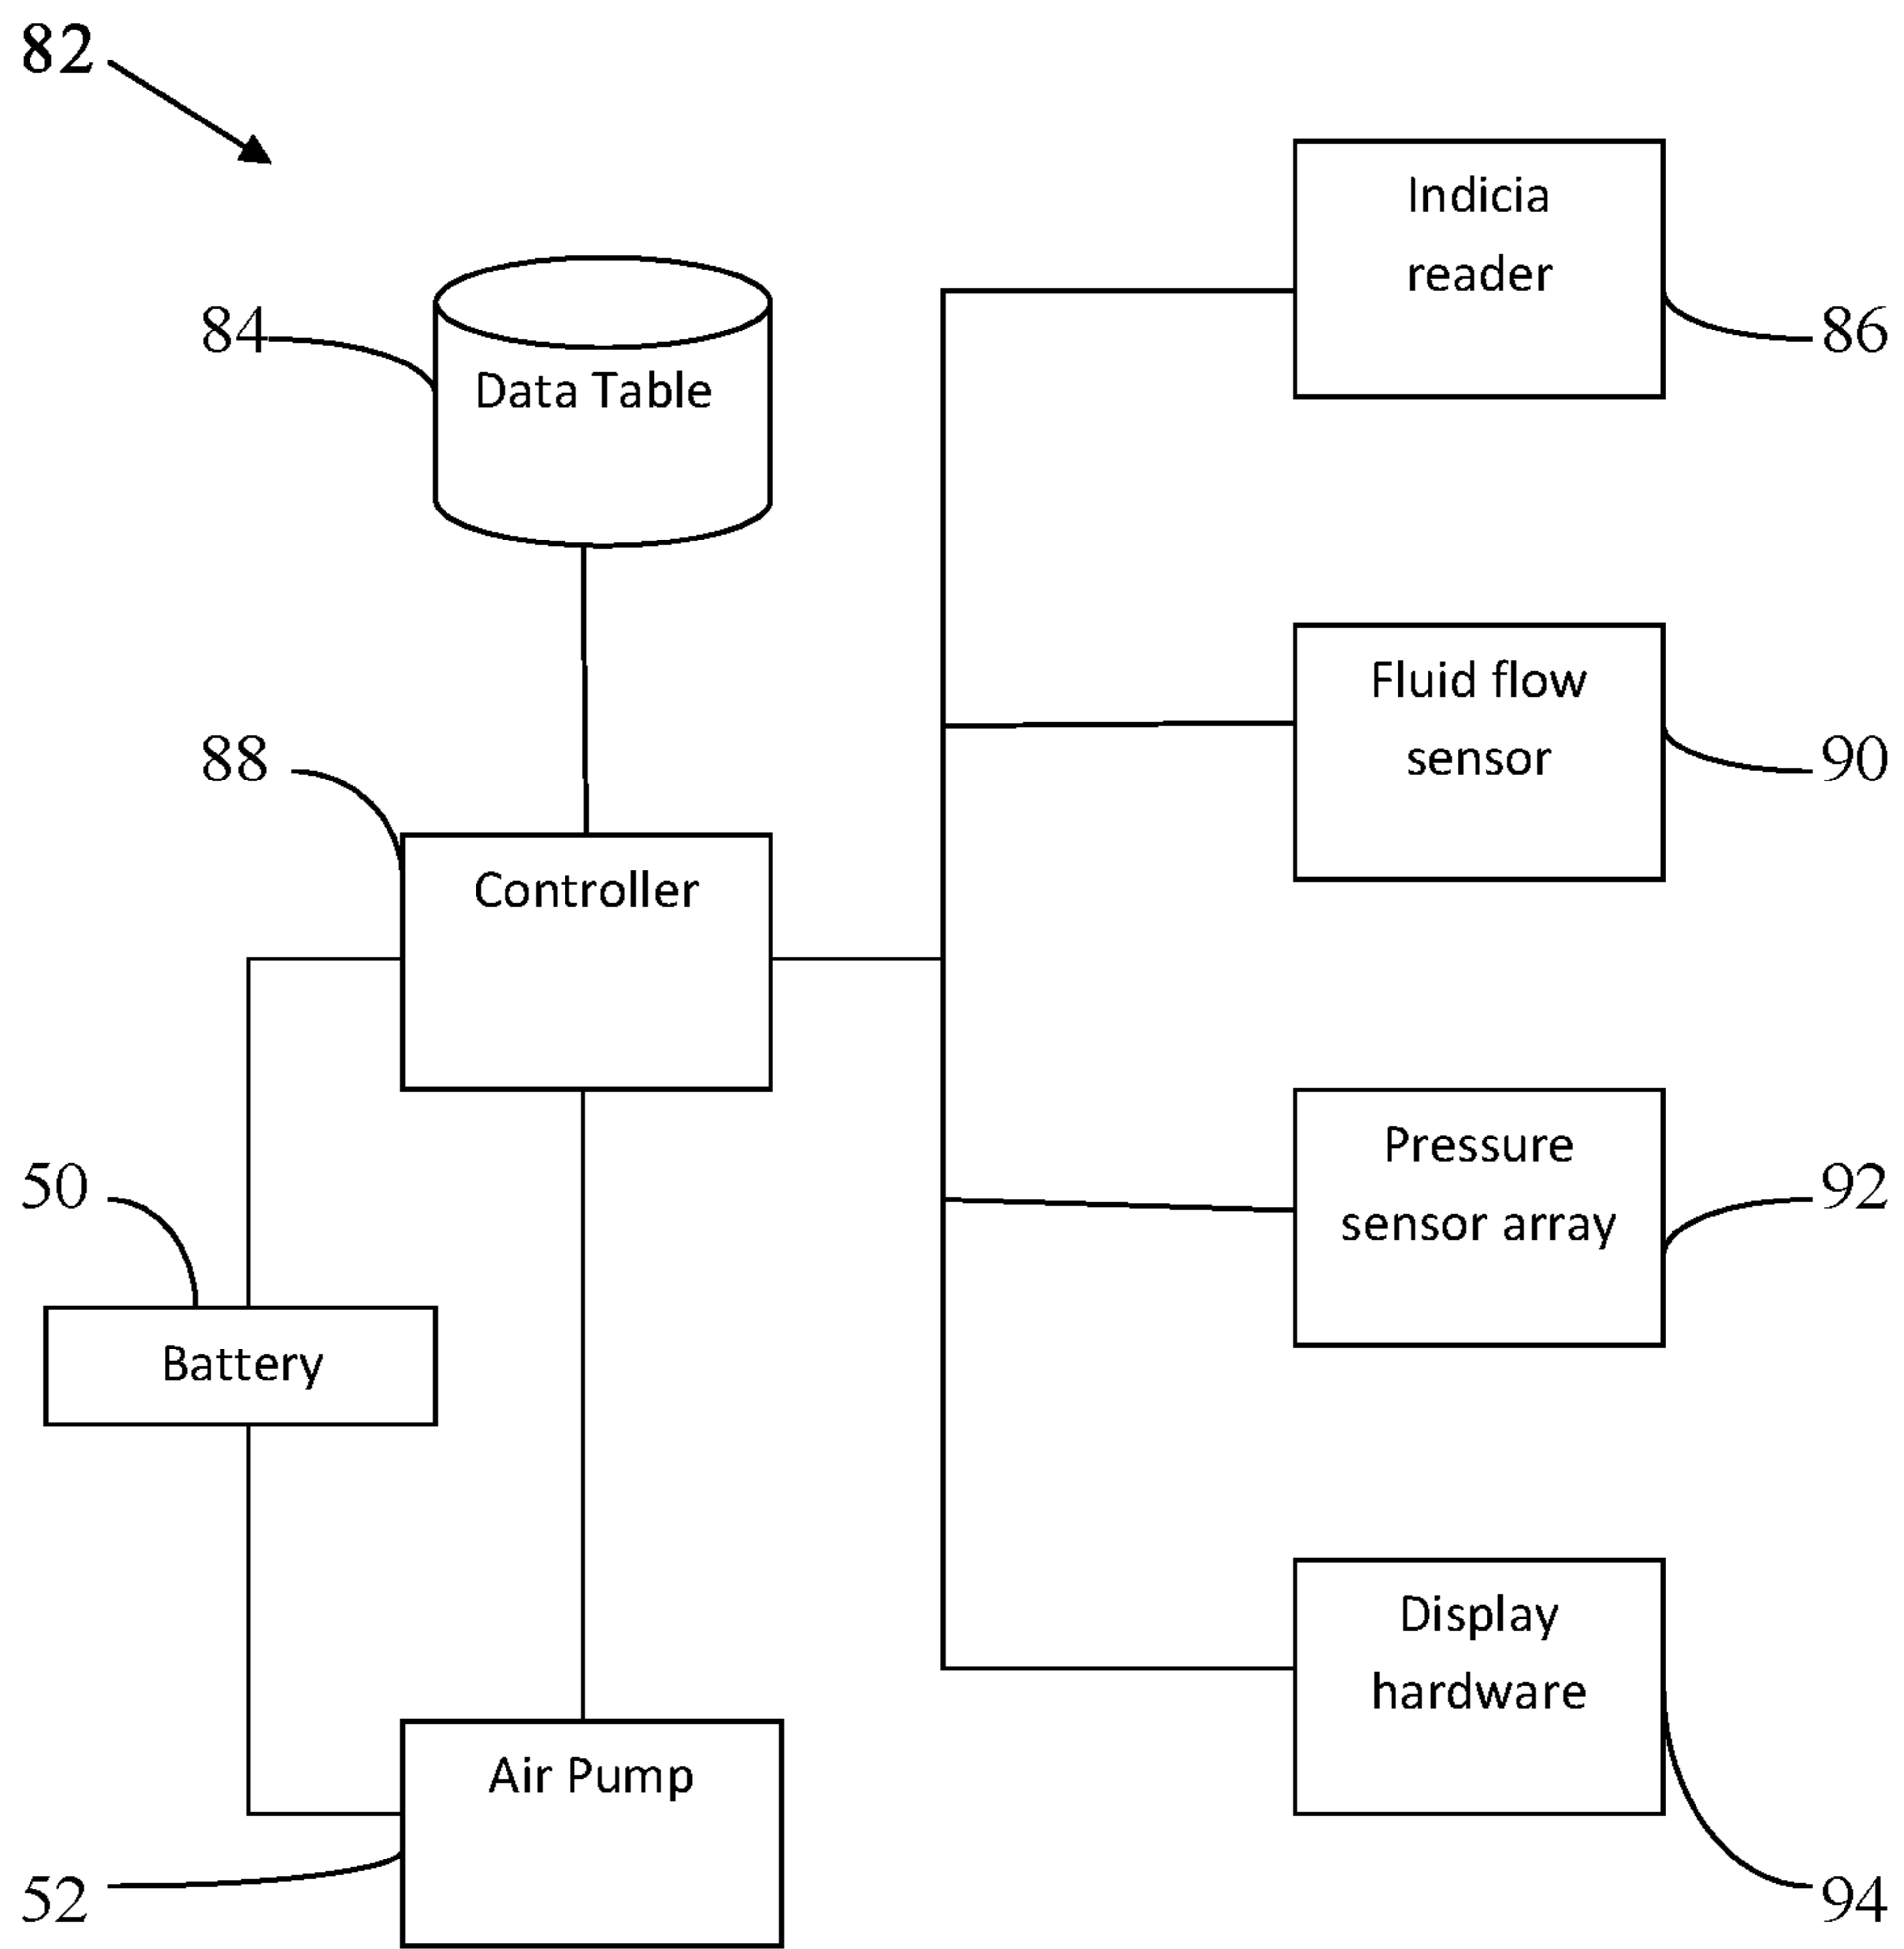 82
Indicia
reader
84
86
Data Table
Fluid flow
sensor
88
90
Controller
Pressure
sensor array
50
92
Battery
Display
hardware
Air Pump
52
94